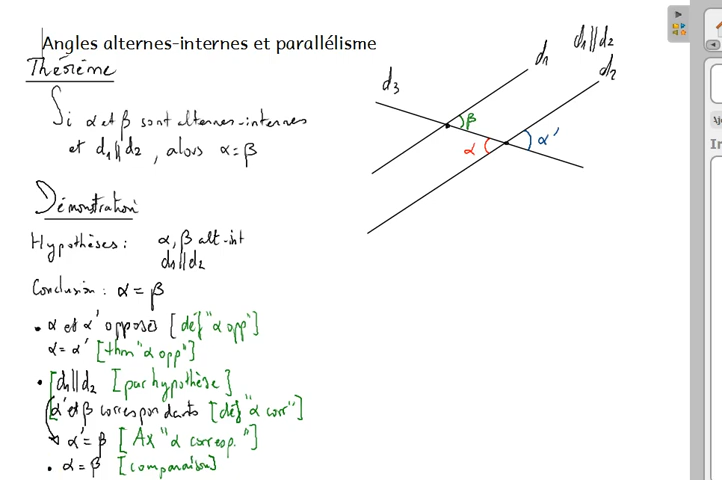 Angles alternes-internes et parallélisme
Théorème
Si α et β sont alternes-internes
et d1 || d2, alors α = β
Démonstration
Hypothèses : α, β alt-int
d1 || d2
Conclusion : α = β
• α et α' opposés [déf "α opp"]
α = α' [thm "α opp"]
• [d1 || d2 [par hypothèse]
α' et β correspondants [déf "α corr"]
→ α' = β [Ax "α corresp."]
• α = β [comparaison]
d3
d1
d1 || d2
d2
β
α
α'